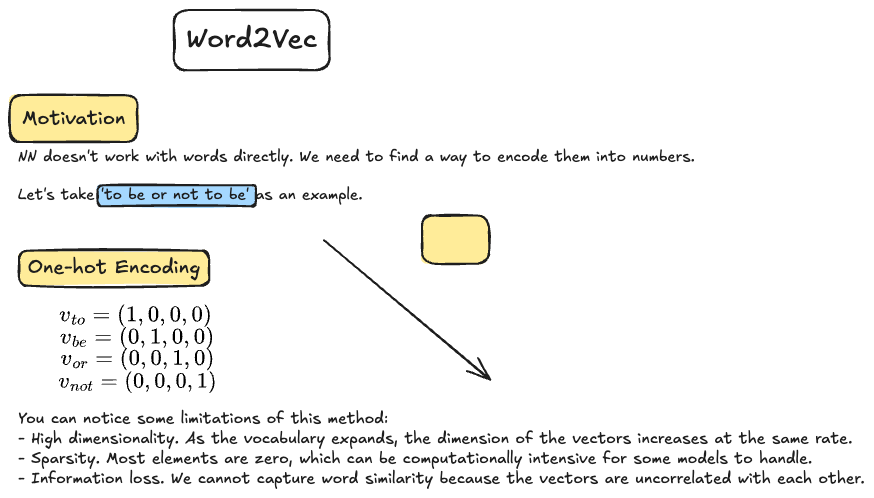 Word2Vec
Motivation
NN doesn't work with words directly. We need to find a way to encode them into numbers.
Let's take 'to be or not to be' as an example.
One-hot Encoding
v_{to} = (1, 0, 0, 0)
v_{be} = (0, 1, 0, 0)
v_{or} = (0, 0, 1, 0)
v_{not} = (0, 0, 0, 1)
You can notice some limitations of this method:
- High dimensionality. As the vocabulary expands, the dimension of the vectors increases at the same rate.
- Sparsity. Most elements are zero, which can be computationally intensive for some models to handle.
- Information loss. We cannot capture word similarity because the vectors are uncorrelated with each other.